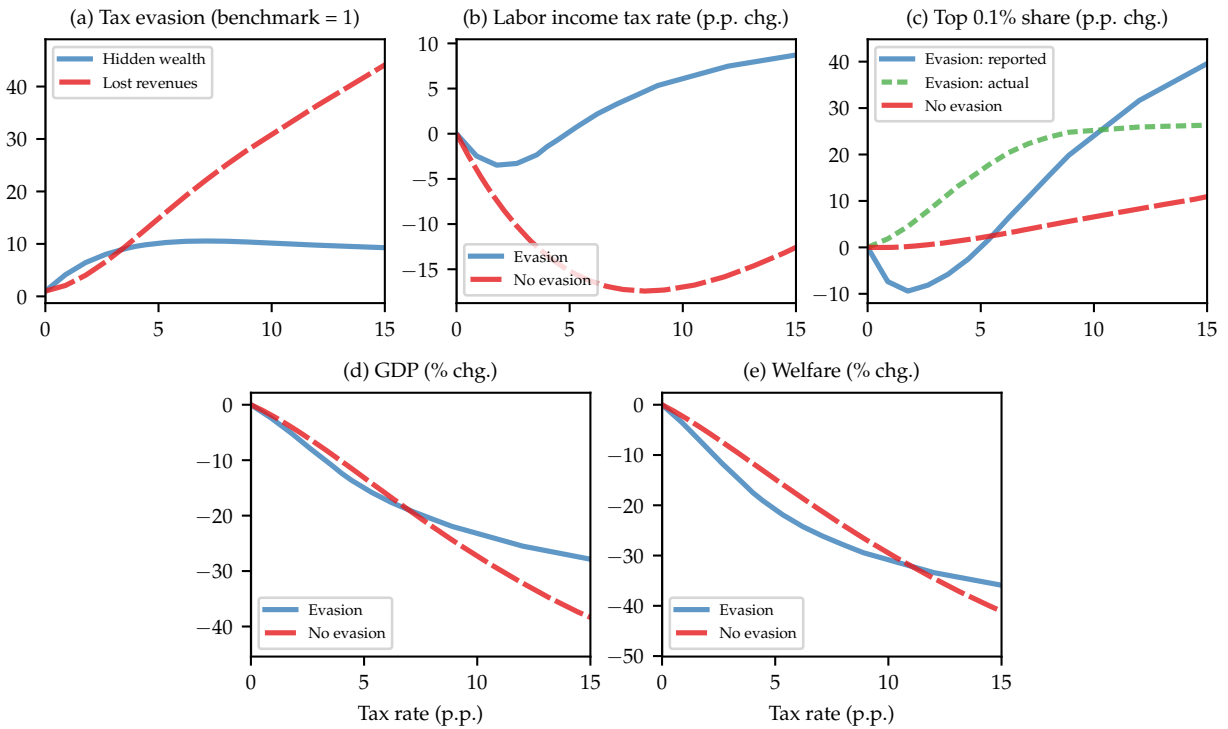 (a) Tax evasion (benchmark = 1)
40
30
20
10
0
0 5 10 15
Hidden wealth
Lost revenues
(b) Labor income tax rate (p.p. chg.)
10
5
0
−5
−10
−15
0 5 10 15
Evasion
No evasion
(c) Top 0.1% share (p.p. chg.)
40
30
20
10
0
−10
0 5 10 15
Evasion: reported
Evasion: actual
No evasion
(d) GDP (% chg.)
0
−10
−20
−30
−40
0 5 10 15
Evasion
No evasion
Tax rate (p.p.)
(e) Welfare (% chg.)
0
−10
−20
−30
−40
−50
0 5 10 15
Evasion
No evasion
Tax rate (p.p.)